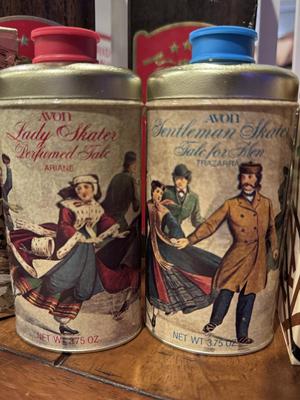 AVON
Lady Skater
Perfumed Talc
ARIANE
NET WT 3.75 OZ
AVON
Gentleman Skater
Talc for Men
TRAZARRA
NET WT 3.75 OZ